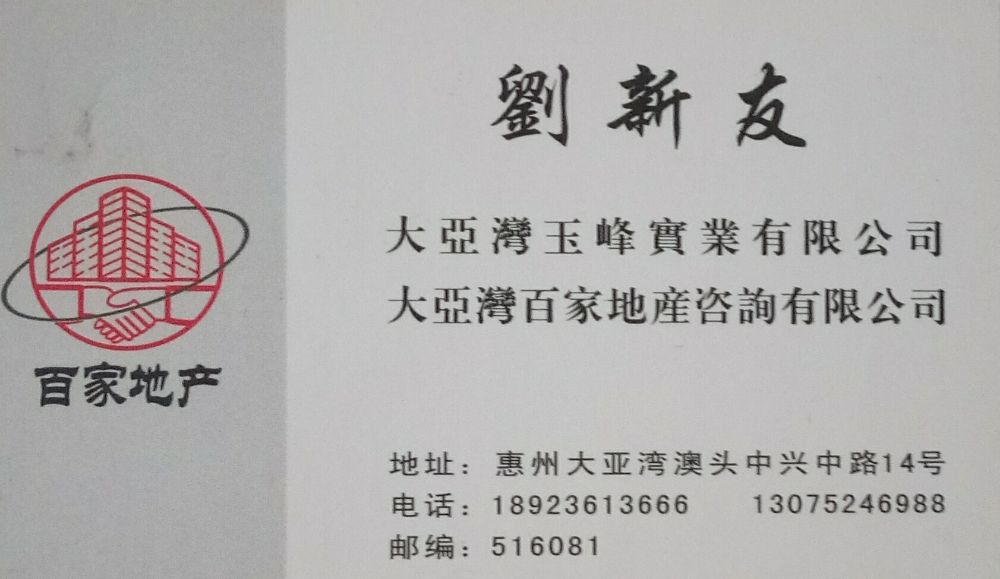 劉新友
大亞灣玉峰實業有限公司
大亞灣百家地産咨詢有限公司
百家地产
地址：惠州大亚湾澳头中兴中路14号
电话：18923613666 13075246988
邮编：516081